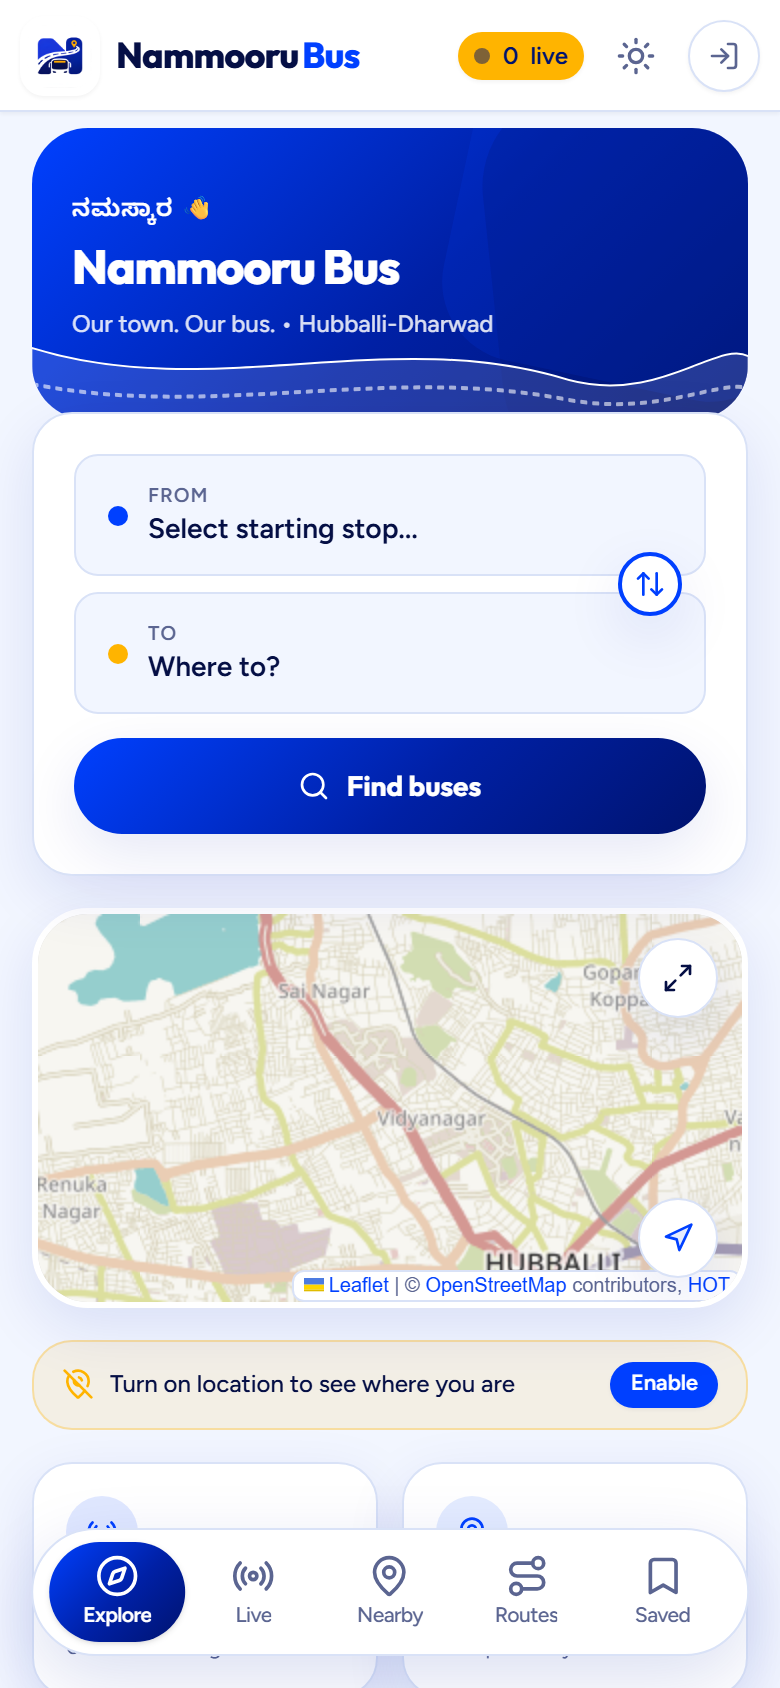 Nammooru Bus
0 live
ನಮಸ್ಕಾರ
Nammooru Bus
Our town. Our bus. • Hubballi-Dharwad
FROM
Select starting stop...
TO
Where to?
Find buses
Sai Nagar
Vidyanagar
Renuka
Nagar
HUBBALLI
Leaflet | © OpenStreetMap contributors, HOT
Turn on location to see where you are
Enable
Explore
Live
Nearby
Routes
Saved